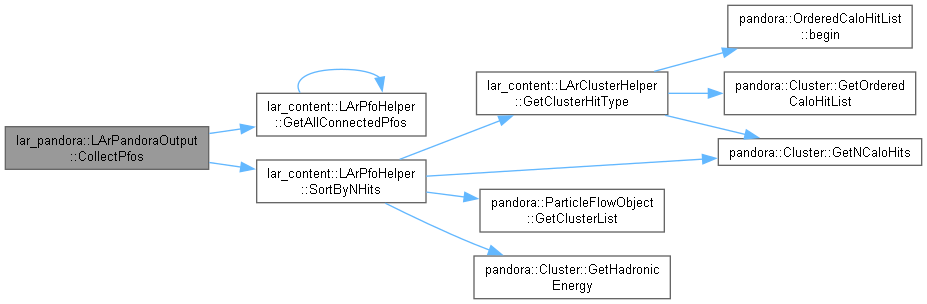 lar_pandora::LArPandoraOutput
::CollectPfos
lar_content::LArPfoHelper
::GetAllConnectedPfos
lar_content::LArPfoHelper
::SortByNHits
lar_content::LArClusterHelper
::GetClusterHitType
pandora::ParticleFlowObject
::GetClusterList
pandora::Cluster::GetHadronic
Energy
pandora::OrderedCaloHitList
::begin
pandora::Cluster::GetOrdered
CaloHitList
pandora::Cluster::GetNCaloHits